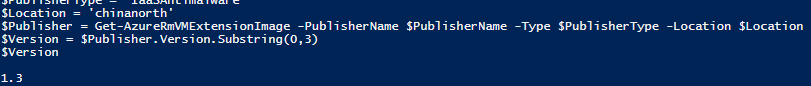 $PublisherType = 'IaaSAntimalware'
$Location = 'chinanorth'
$Publisher = Get-AzureRmVMExtensionImage -PublisherName $PublisherName -Type $PublisherType -Location $Location
$Version = $Publisher.Version.Substring(0,3)
$Version
1.3